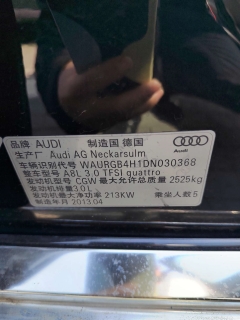 品牌 AUDI 制造国 德国
Audi
生产厂 Audi AG Neckarsulm
车辆识别代号 WAURGB4H1DN030368
整车型号 A8L 3.0 TFSI quattro
发动机型号 CGW 最大允许总质量 2525kg
发动机排量3.0L
发动机最大净功率 213KW 乘坐人数 5
制造年月 2013.04